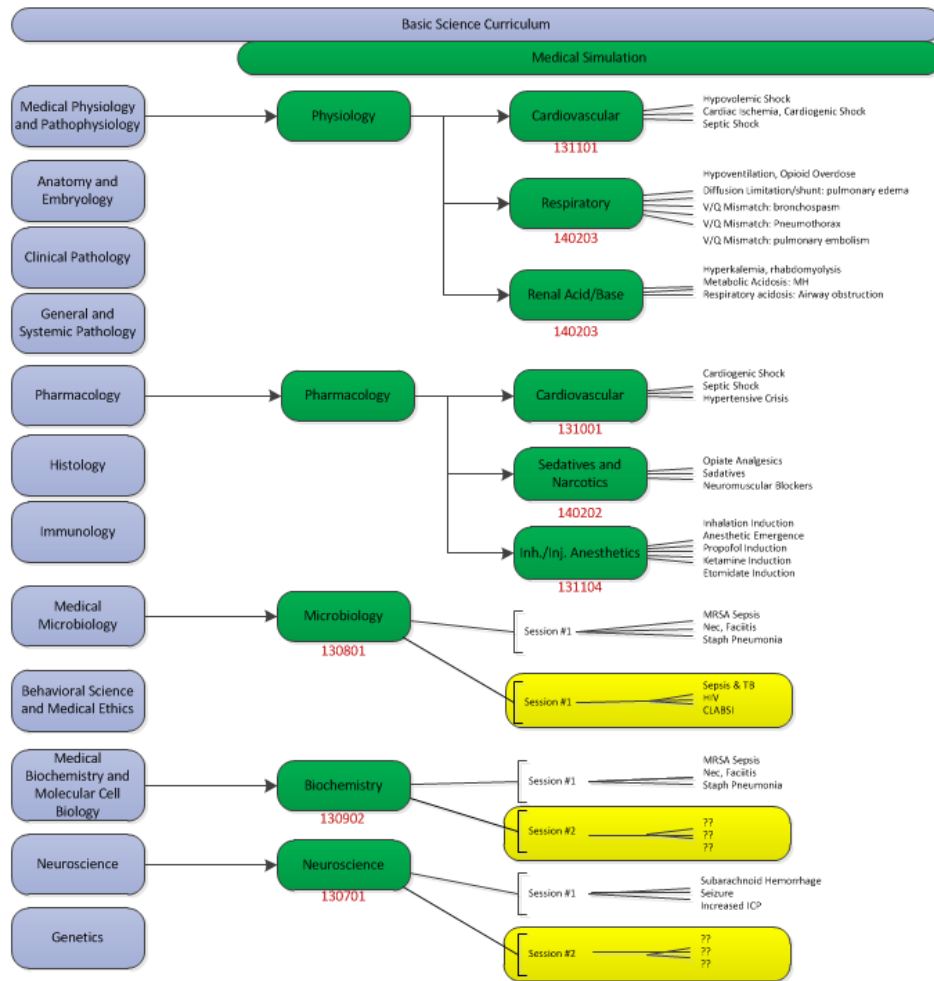 Basic Science Curriculum
Medical Simulation
Medical Physiology
and Pathophysiology
Physiology
Cardiovascular
131101
Hypovolemic Shock
Cardiac Ischemia, Cardiogenic Shock
Septic Shock
Anatomy and
Embryology
Respiratory
140203
Hypoventilation, Opioid Overdose
Diffusion Limitation/shunt: pulmonary edema
V/Q Mismatch: bronchospasm
V/Q Mismatch: Pneumothorax
V/Q Mismatch: pulmonary embolism
Clinical Pathology
Renal Acid/Base
140203
Hyperkalemia, rhabdomyolysis
Metabolic Acidosis: MH
Respiratory acidosis: Airway obstruction
General and
Systemic Pathology
Pharmacology
Pharmacology
Cardiovascular
131001
Cardiogenic Shock
Septic Shock
Hypertensive Crisis
Histology
Sedatives and
Narcotics
140202
Opiate Analgesics
Sadatives
Neuromuscular Blockers
Immunology
Inh./Inj. Anesthetics
131104
Inhalation Induction
Anesthetic Emergence
Propofol Induction
Ketamine Induction
Etomidate Induction
Medical
Microbiology
Microbiology
130801
Session #1
MRSA Sepsis
Nec, Faciitis
Staph Pneumonia
Behavioral Science
and Medical Ethics
Session #1
Sepsis & TB
HIV
CLABSI
Medical
Biochemistry and
Molecular Cell
Biology
Biochemistry
130902
Session #1
MRSA Sepsis
Nec, Faciitis
Staph Pneumonia
Session #2
??
??
??
Neuroscience
Neuroscience
130701
Session #1
Subarachnoid Hemorrhage
Seizure
Increased ICP
Genetics
Session #2
??
??
??